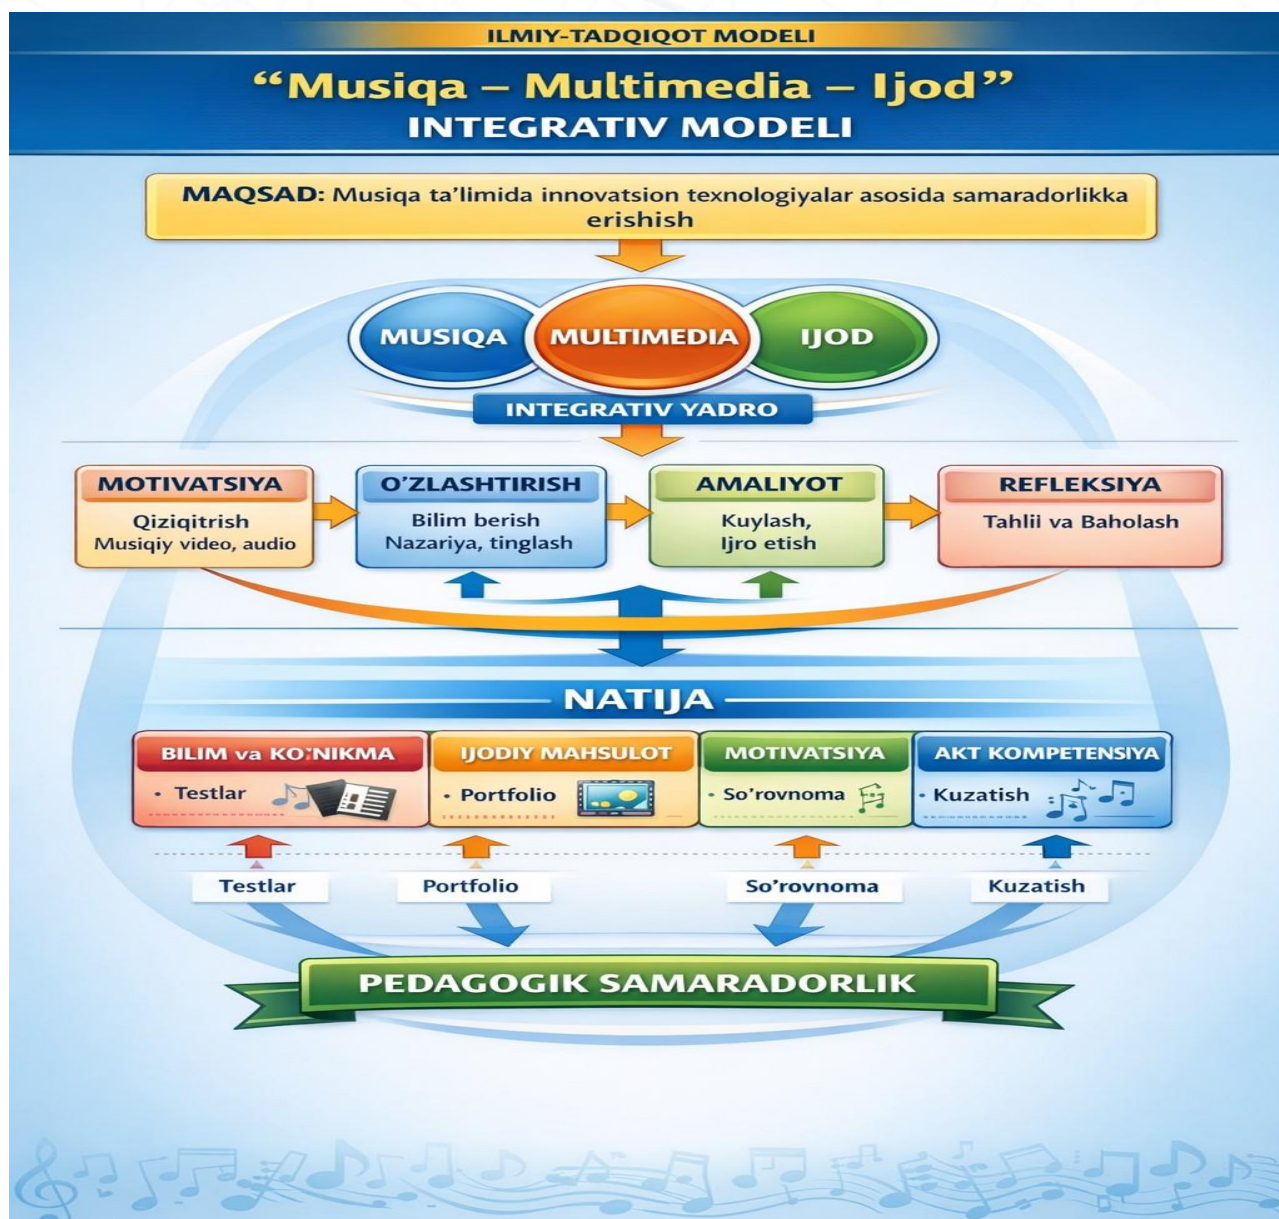 ILMIY-TADQIQOT MODELI
“Musiqa – Multimedia – Ijod”
INTEGRATIV MODELI
MAQSAD: Musiqa ta’limida innovatsion texnologiyalar asosida samaradorlikka
erishish
MUSIQA
MULTIMEDIA
IJOD
INTEGRATIV YADRO
MOTIVATSIYA
Qiziqitrish
Musiqiy video, audio
O’ZLASHTIRISH
Bilim berish
Nazariya, tinglash
AMALIYOT
Kuylash,
Ijro etish
REFLEKSIYA
Tahlii va Baholash
NATIJA
BILIM va KO’NIKMA
• Testlar
IJODIY MAHSULOT
• Portfolio
MOTIVATSIYA
• So’rovnoma
AKT KOMPETENSIYA
• Kuzatish
Testlar
Portfolio
So’rovnoma
Kuzatish
PEDAGOGIK SAMARADORLIK